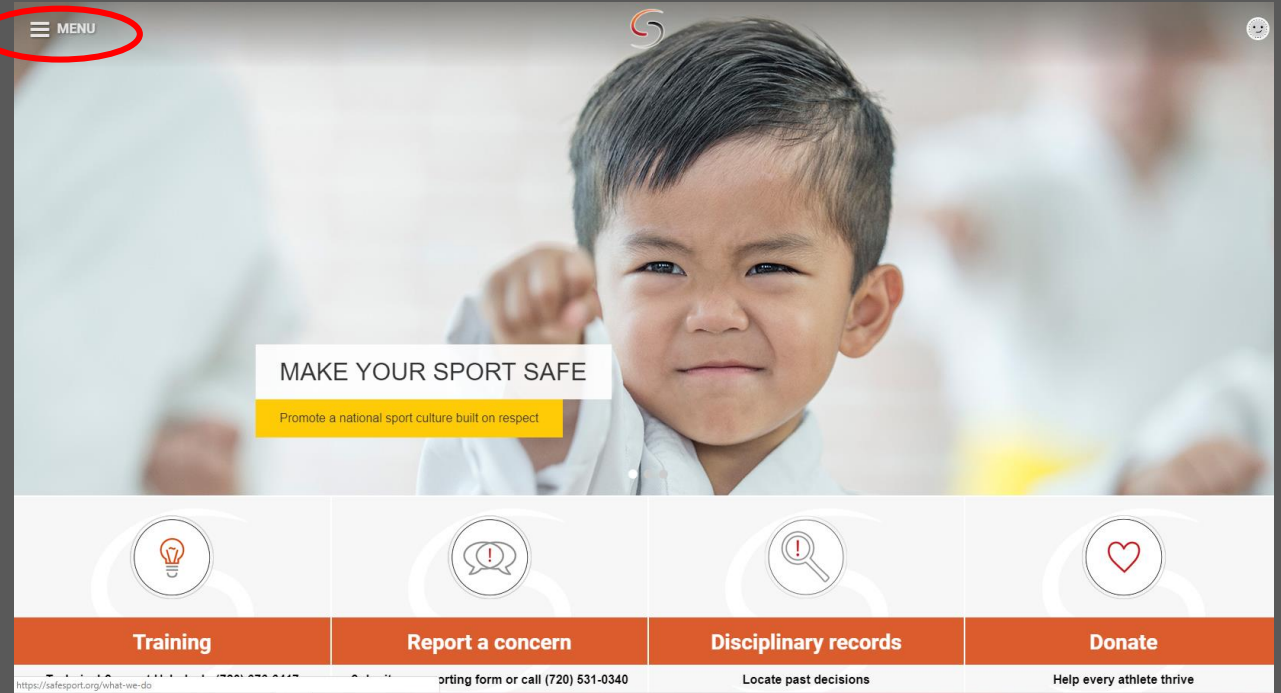 MENU
MAKE YOUR SPORT SAFE
Promote a national sport culture built on respect
Training
Report a concern
Disciplinary records
Donate
orting form or call (720) 531-0340
Locate past decisions
Help every athlete thrive
https://safesport.org/what-we-do